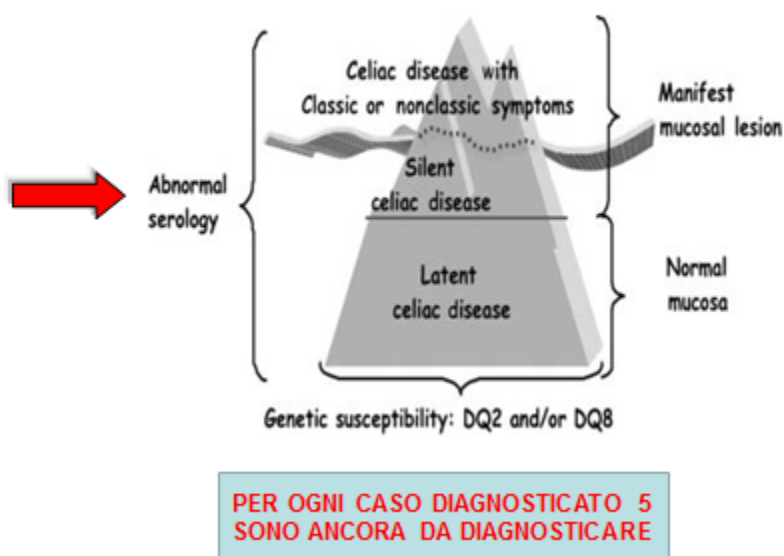 Celiac disease with
Classic or nonclassic symptoms
Manifest
mucosal lesion
Silent
celiac disease
Abnormal
serology
Latent
celiac disease
Normal
mucosa
Genetic susceptibility: DQ2 and/or DQ8
PER OGNI CASO DIAGNOSTICATO 5
SONO ANCORA DA DIAGNOSTICARE